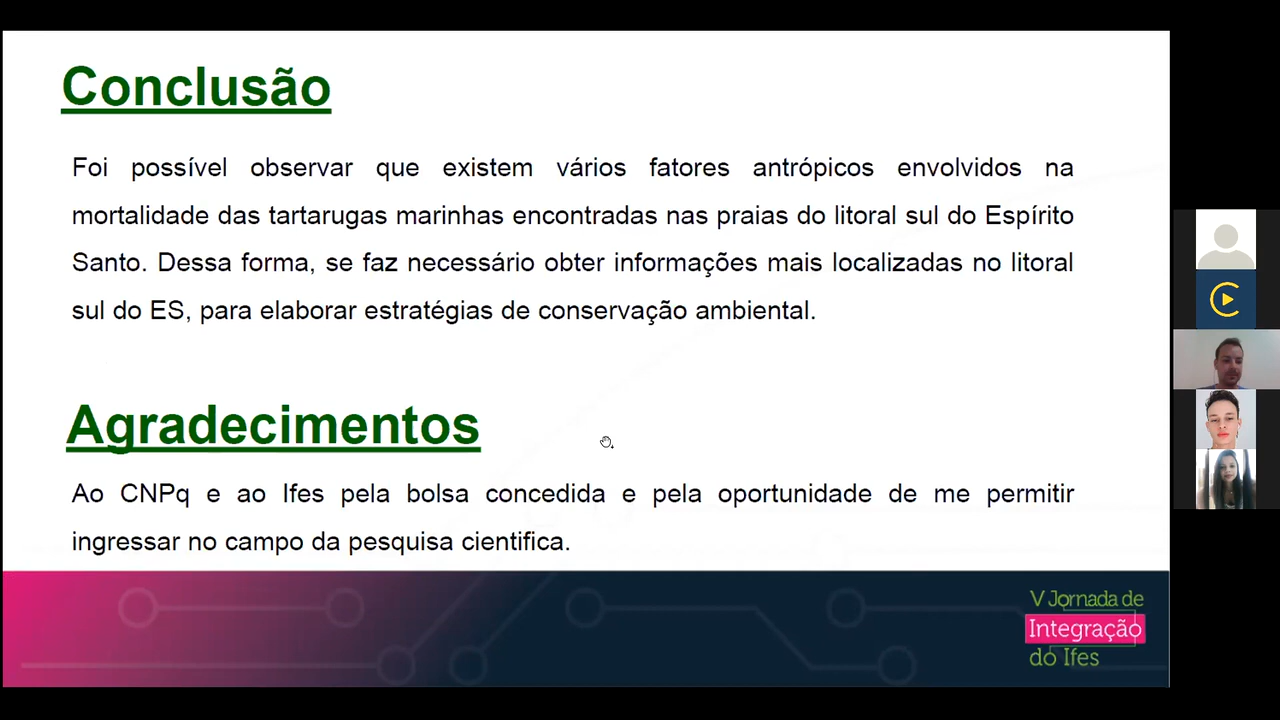 Conclusão
Foi possível observar que existem vários fatores antrópicos envolvidos na
mortalidade das tartarugas marinhas encontradas nas praias do litoral sul do Espírito
Santo. Dessa forma, se faz necessário obter informações mais localizadas no litoral
sul do ES, para elaborar estratégias de conservação ambiental.
Agradecimentos
Ao CNPq e ao Ifes pela bolsa concedida e pela oportunidade de me permitir
ingressar no campo da pesquisa cientifica.
V Jornada de
Integração
do Ifes